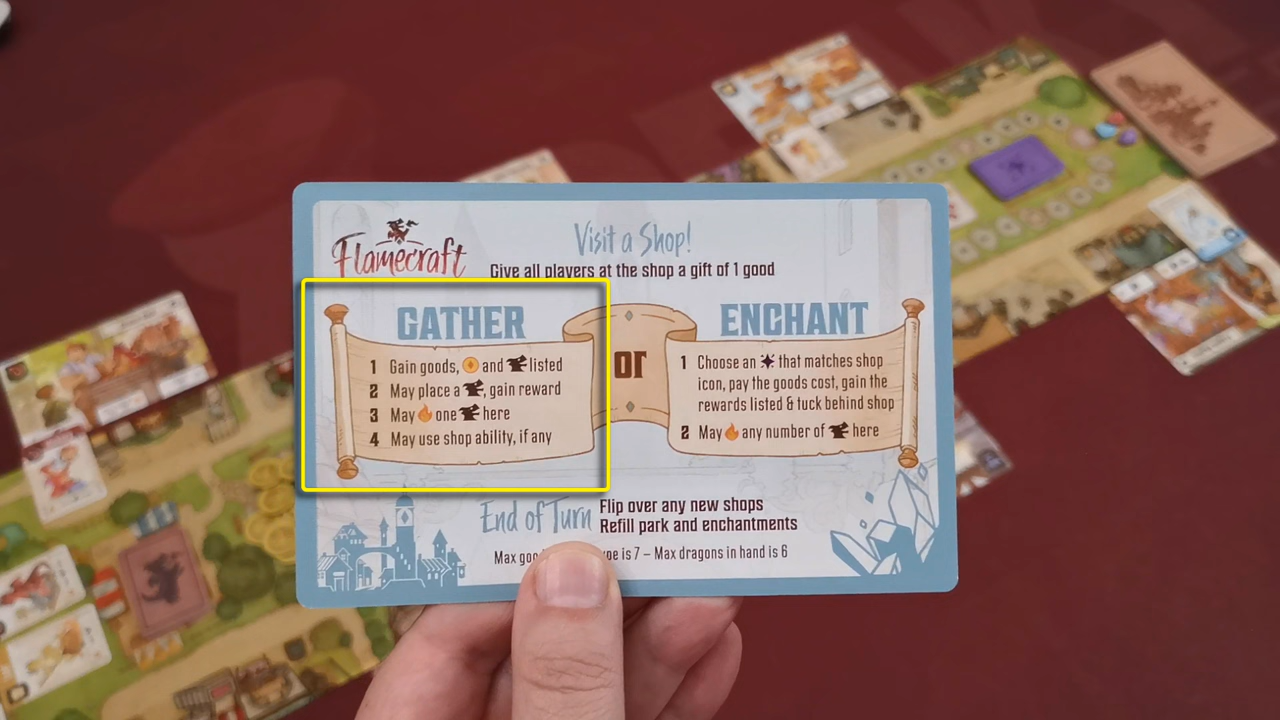 Flamecraft
Visit a Shop!
Give all players at the shop a gift of 1 good
GATHER
1 Gain goods, and listed
2 May place a , gain reward
3 May one here
4 May use shop ability, if any
or
ENCHANT
1 Choose an that matches shop
icon, pay the goods cost, gain the
rewards listed & tuck behind shop
2 May any number of here
End of Turn
Flip over any new shops
Refill park and enchantments
Max is 7 – Max dragons in hand is 6